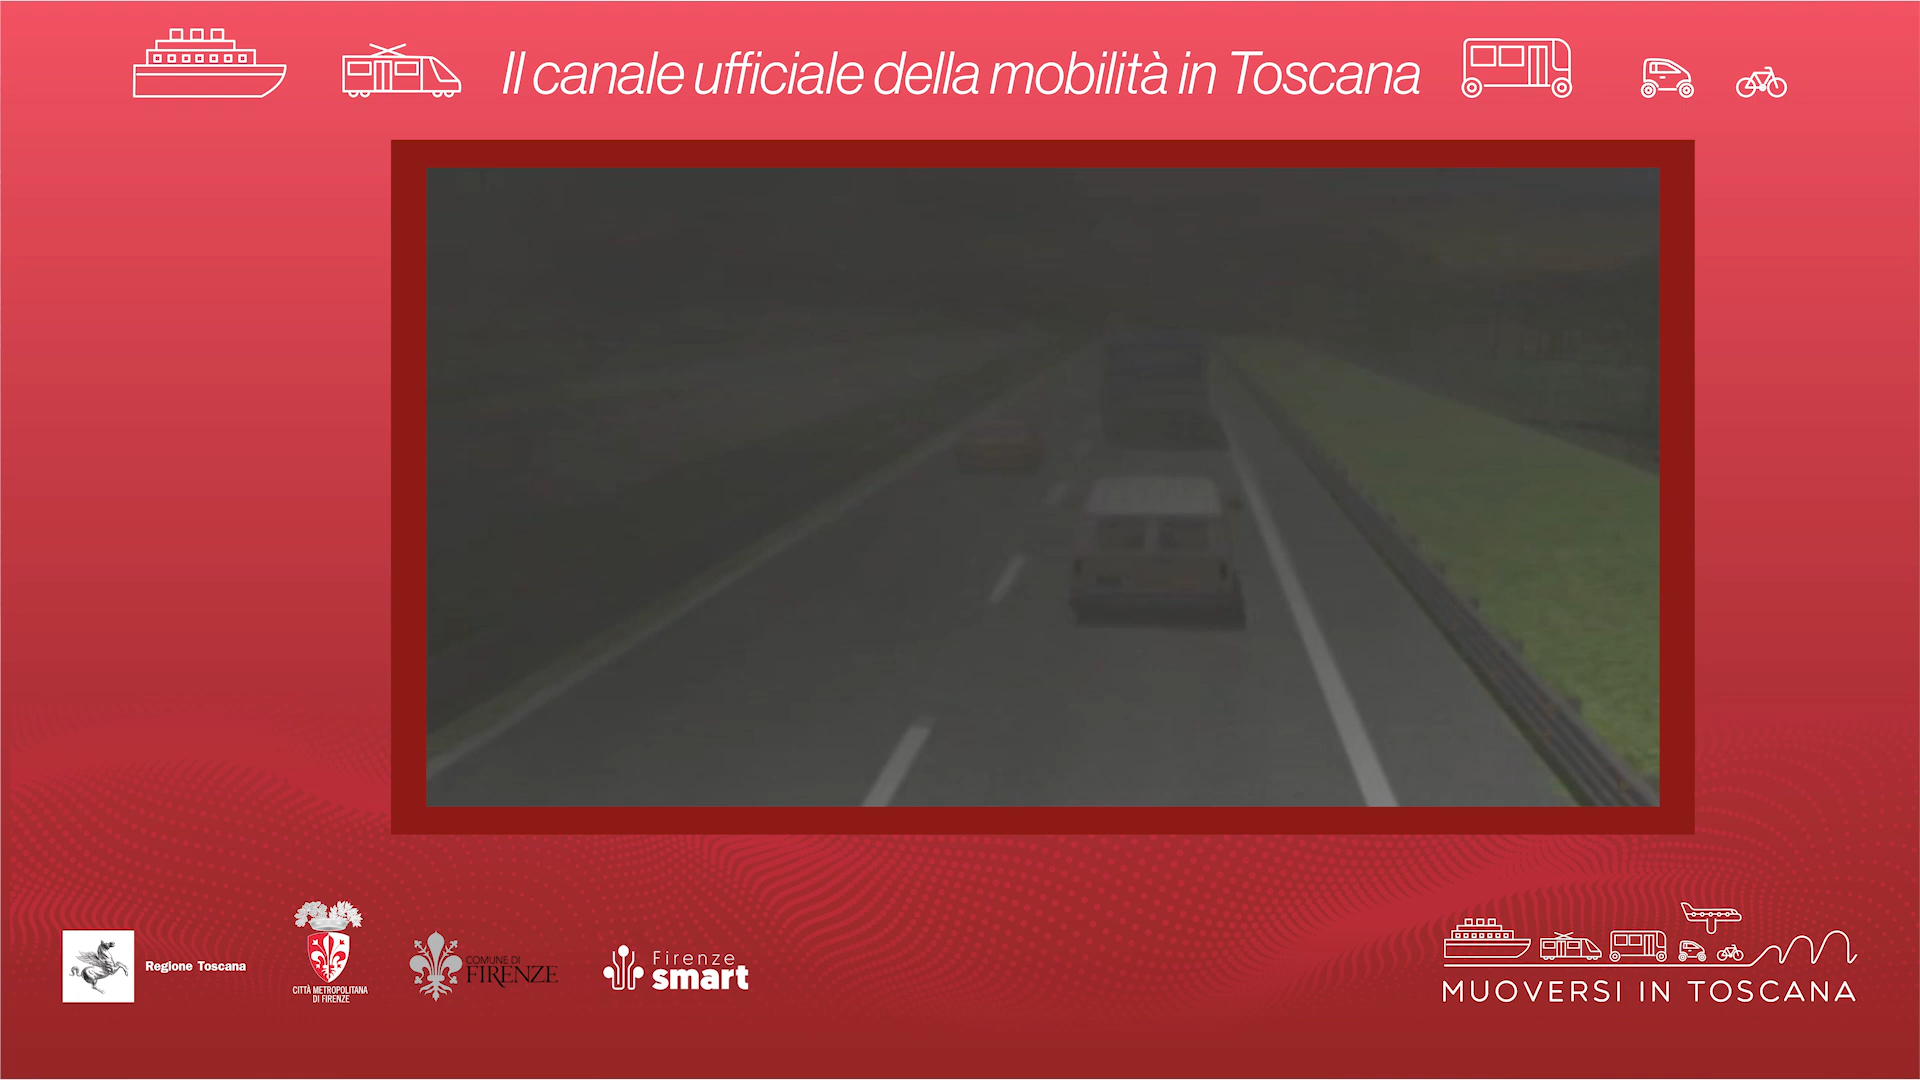 Il canale ufficiale della mobilità in Toscana
Regione Toscana
CITTÀ METROPOLITANA
DI FIRENZE
COMUNE DI
FIRENZE
Firenze
smart
MUOVERSI IN TOSCANA